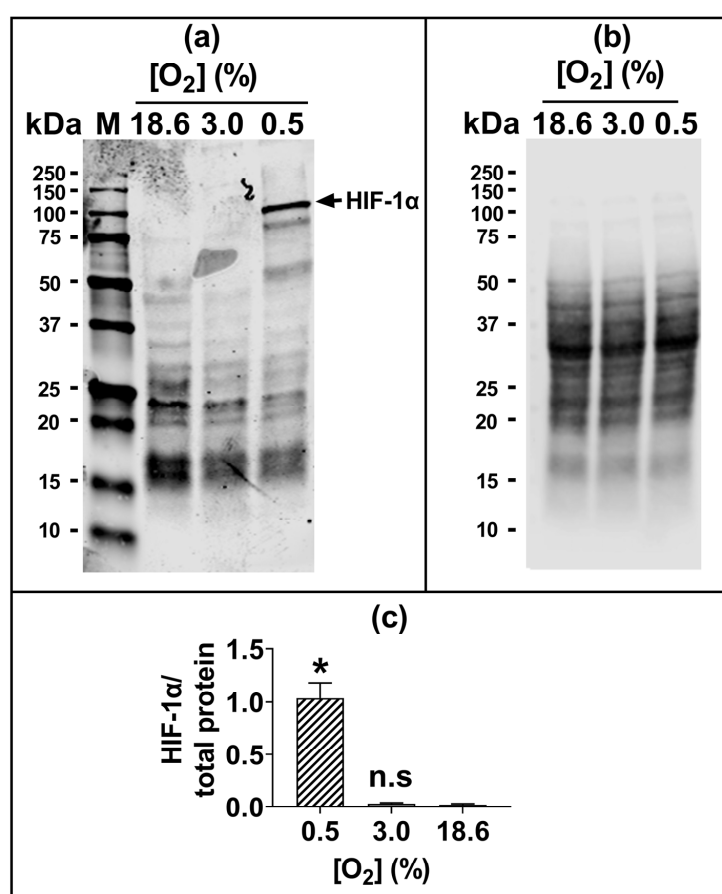 (a)
[O₂] (%)
kDa M 18.6 3.0 0.5
250 -
150 -
100 -
75 -
50 -
37 -
25 -
20 -
15 -
10 -
HIF-1α
(b)
[O₂] (%)
kDa 18.6 3.0 0.5
250 -
150 -
100 -
75 -
50 -
37 -
25 -
20 -
15 -
10 -
(c)
HIF-1α/
total protein
1.5
1.0
0.5
0.0
*
n.s
0.5 3.0 18.6
[O₂] (%)